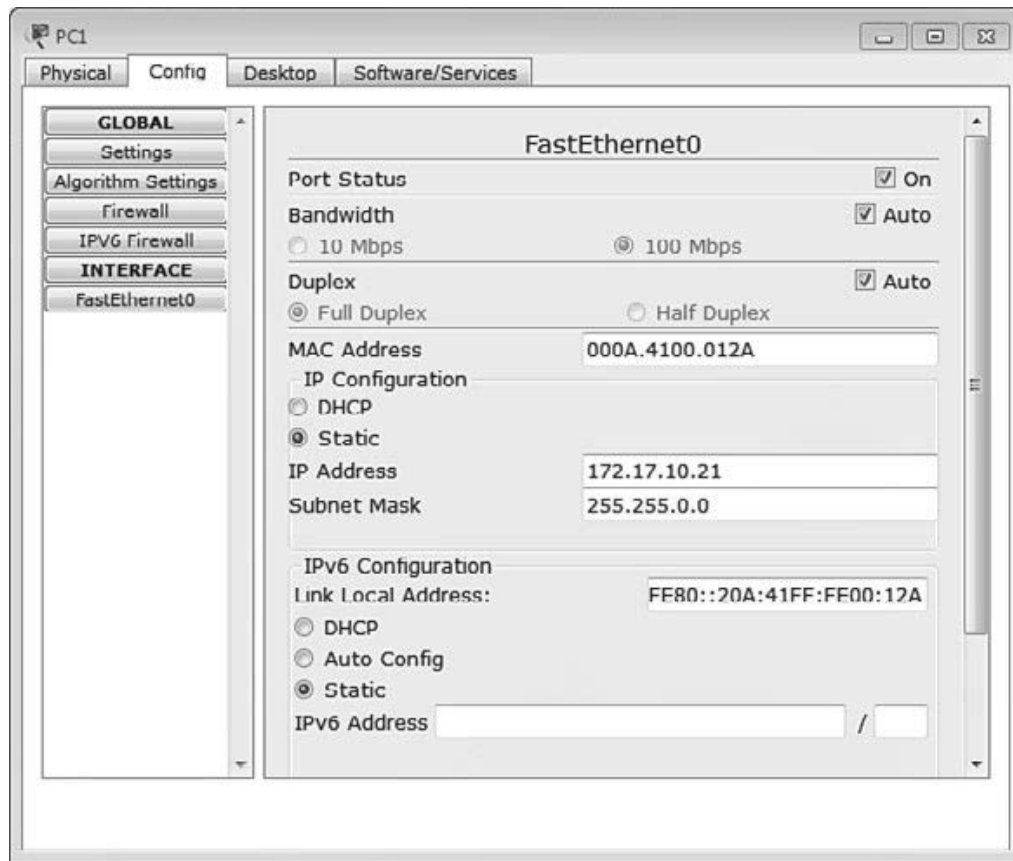 PC1
Physical Config Desktop Software/Services
GLOBAL
Settings
Algorithm Settings
Firewall
IPV6 Firewall
INTERFACE
FastEthernet0
FastEthernet0
Port Status On
Bandwidth Auto
10 Mbps 100 Mbps
Duplex Auto
Full Duplex Half Duplex
MAC Address 000A.4100.012A
IP Configuration
DHCP
Static
IP Address 172.17.10.21
Subnet Mask 255.255.0.0
IPv6 Configuration
Link Local Address: FE80::20A:41FF:FE00:12A
DHCP
Auto Config
Static
IPv6 Address /